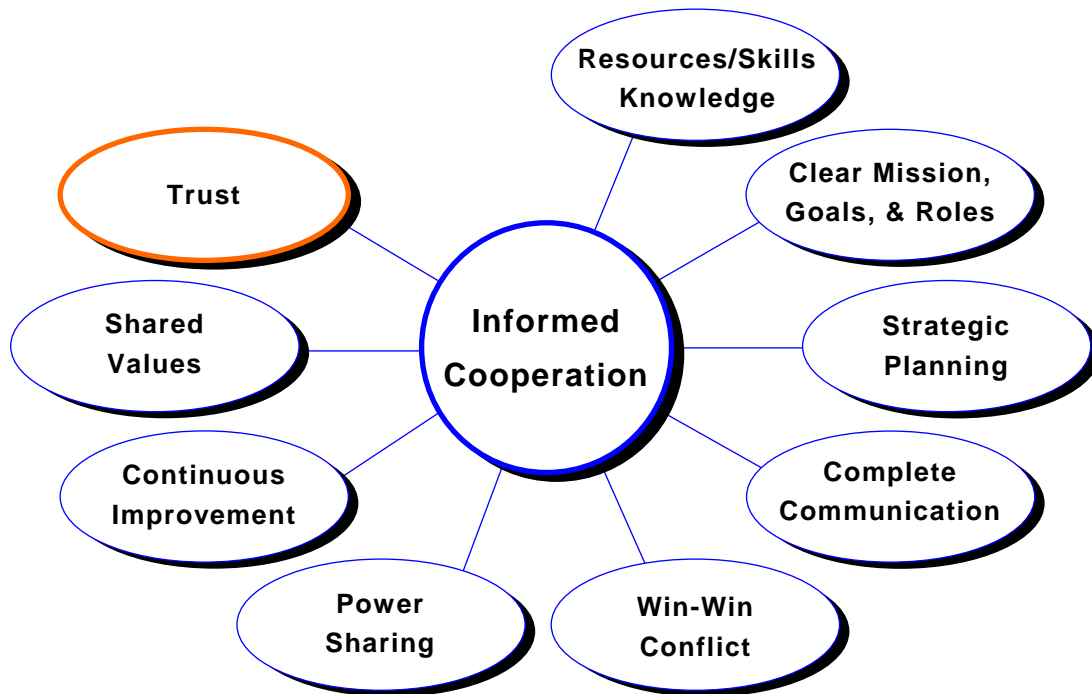 Resources/Skills
Knowledge
Clear Mission,
Goals, & Roles
Trust
Informed
Cooperation
Shared
Values
Strategic
Planning
Continuous
Improvement
Complete
Communication
Power
Sharing
Win-Win
Conflict